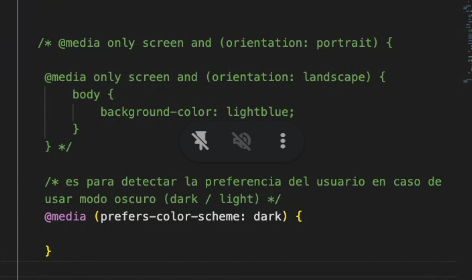 /* @media only screen and (orientation: portrait) {
@media only screen and (orientation: landscape) {
body {
background-color: lightblue;
}
} */
/* es para detectar la preferencia del usuario en caso de
usar modo oscuro (dark / light) */
@media (prefers-color-scheme: dark) {
}